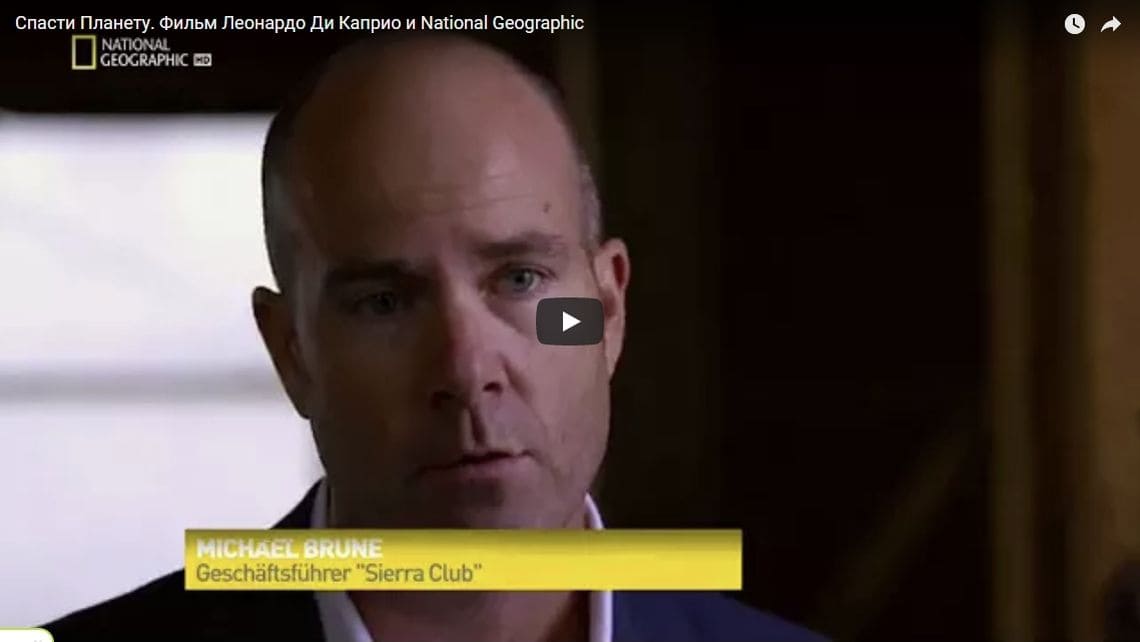 Спасти Планету. Фильм Леонардо Ди Каприо и National Geographic
NATIONAL
GEOGRAPHIC HD
MICHAEL BRUNE
Geschäftsführer "Sierra Club"